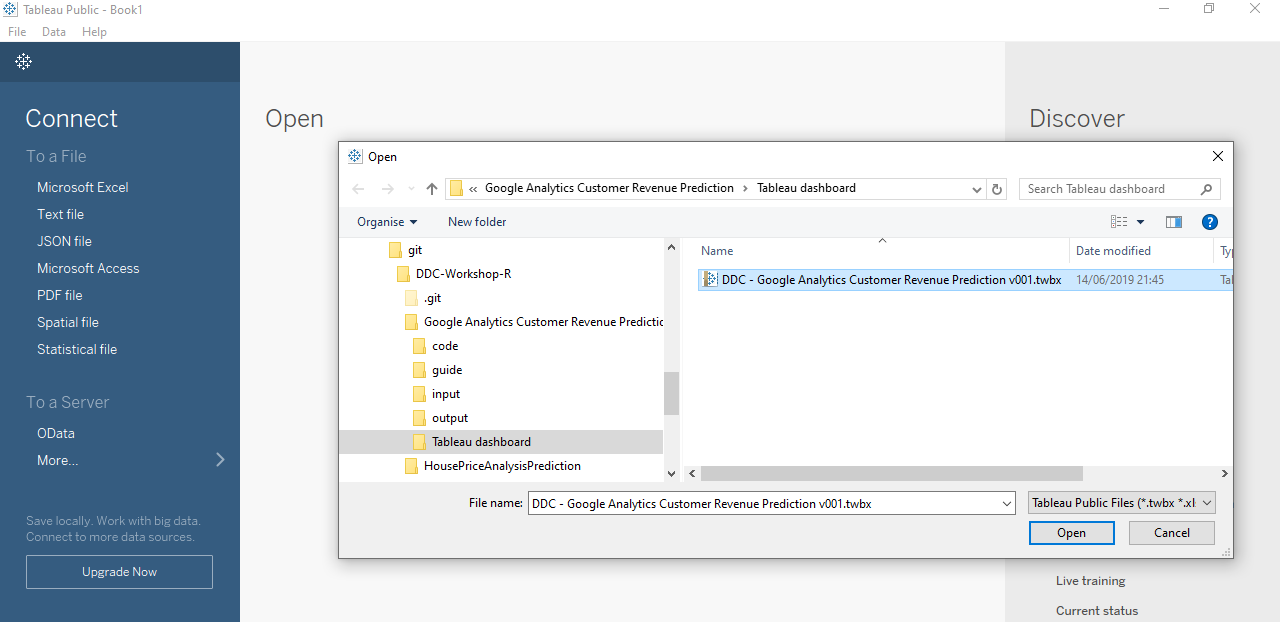 Tableau Public - Book1
File Data Help
Connect
To a File
Microsoft Excel
Text file
JSON file
Microsoft Access
PDF file
Spatial file
Statistical file
To a Server
OData
More...
Save locally. Work with big data.
Connect to more data sources.
Upgrade Now
Open
Discover
Open
« Google Analytics Customer Revenue Prediction › Tableau dashboard
Search Tableau dashboard
Organise New folder
git
DDC-Workshop-R
.git
Google Analytics Customer Revenue Predictic
code
guide
input
output
Tableau dashboard
HousePriceAnalysisPrediction
Name Date modified Ty
DDC - Google Analytics Customer Revenue Prediction v001.twbx 14/06/2019 21:45 Tal
File name: DDC - Google Analytics Customer Revenue Prediction v001.twbx Tableau Public Files (*.twbx *.xl
Open Cancel
Live training
Current status